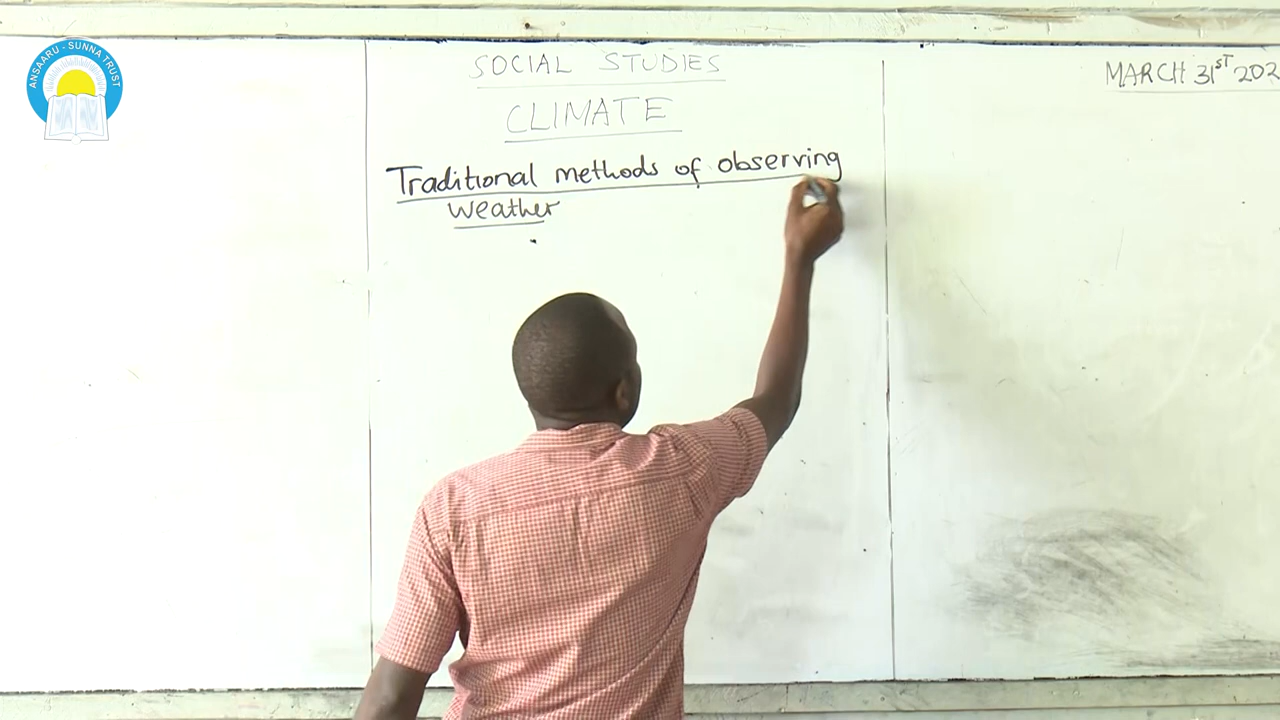 ANSAARU - SUNNA TRUST
SOCIAL STUDIES
MARCH 31ST 202
CLIMATE
Traditional methods of observing
weather